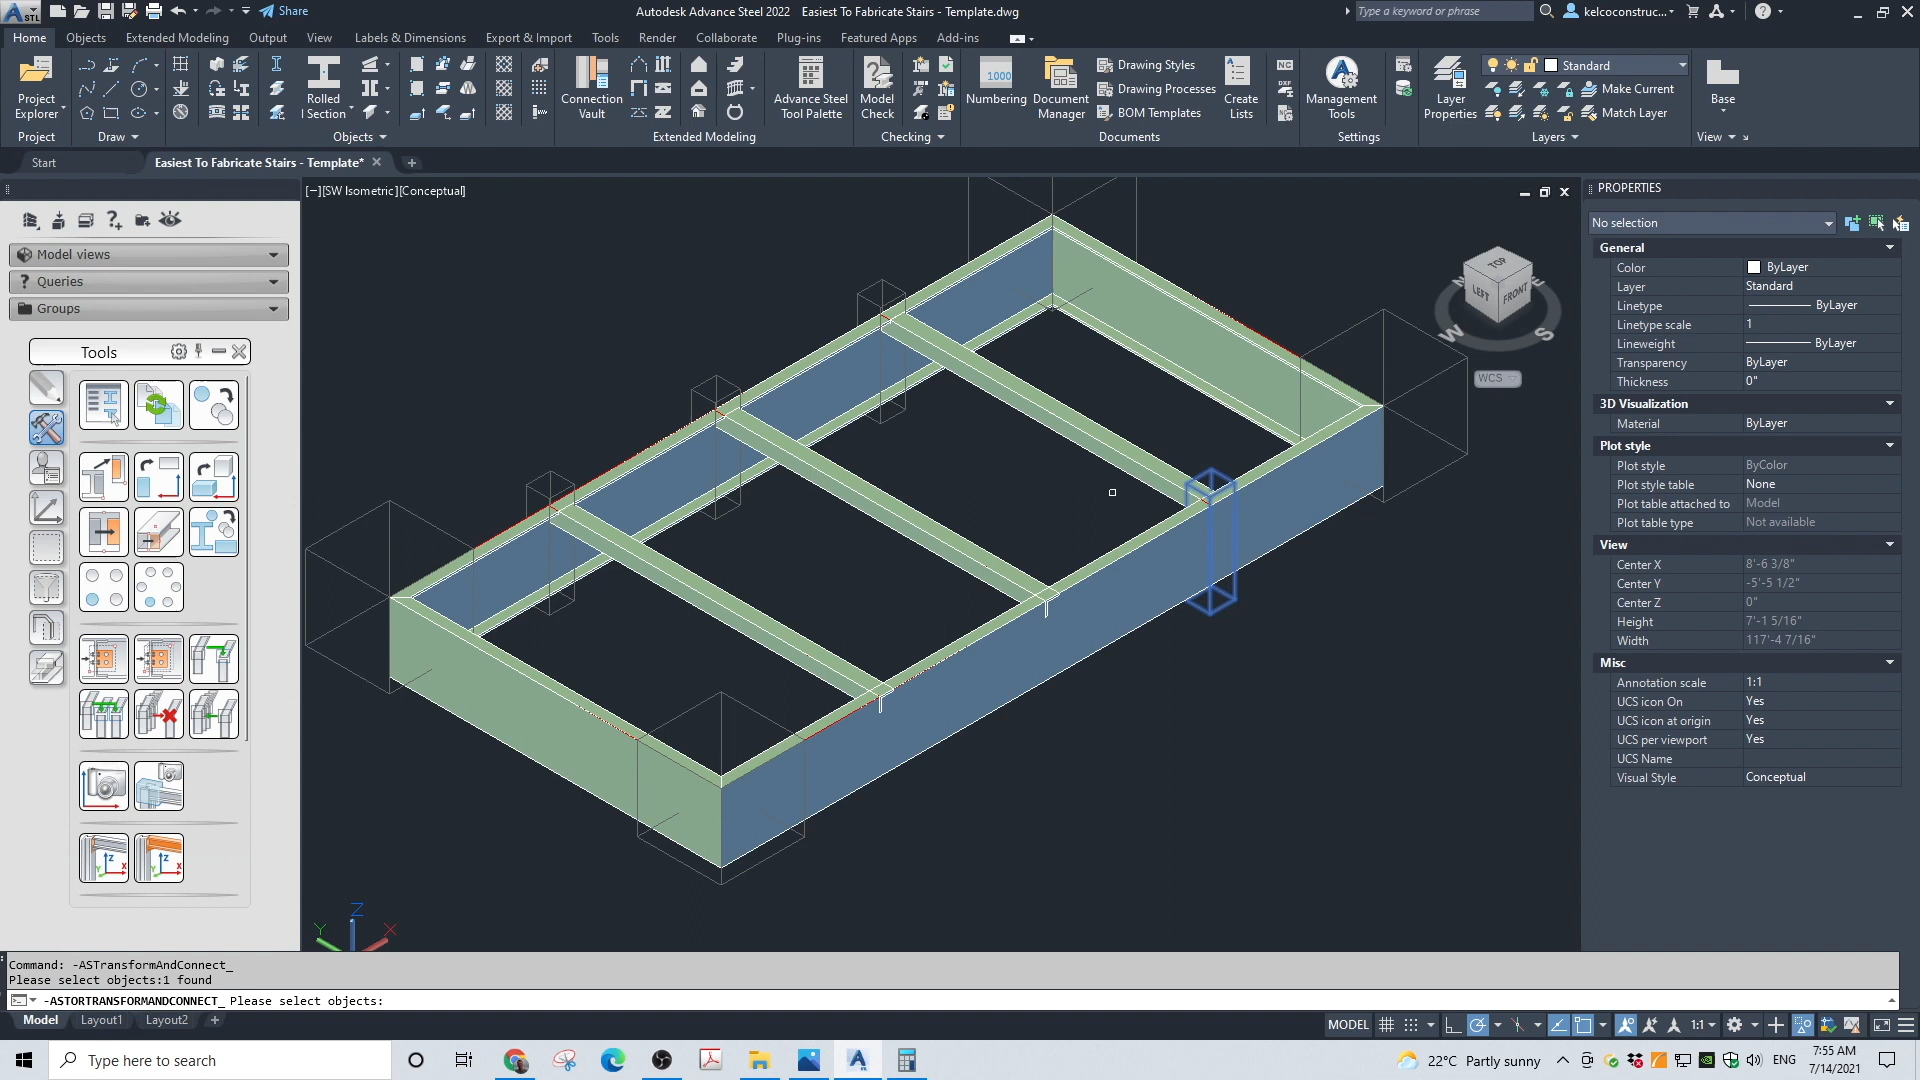 Share
Autodesk Advance Steel 2022 Easiest To Fabricate Stairs - Template.dwg
Type a keyword or phrase
kelcoconstruc...
STL
Home Objects Extended Modeling Output View Labels & Dimensions Export & Import Tools Render Collaborate Plug-ins Featured Apps Add-ins
Project Explorer
Rolled I Section
Connection Vault
Advance Steel Tool Palette
Model Check
1000
Numbering
Document Manager
Drawing Styles
Drawing Processes
BOM Templates
Create Lists
NC
DXF
Management Tools
Layer Properties
Standard
Make Current
Match Layer
Base
Project Draw Objects Extended Modeling Checking Documents Settings Layers View
Start
Easiest To Fabricate Stairs - Template*
[−][SW Isometric][Conceptual]
Model views
Queries
Groups
Tools
Z
X
Z
X
TOP
LEFT
FRONT
W
S
WCS
PROPERTIES
No selection
General
Color ByLayer
Layer Standard
Linetype ByLayer
Linetype scale 1
Lineweight ByLayer
Transparency ByLayer
Thickness 0"
3D Visualization
Material ByLayer
Plot style
Plot style ByColor
Plot style table None
Plot table attached to Model
Plot table type Not available
View
Center X 8'-6 3/8"
Center Y -5'-5 1/2"
Center Z 0"
Height 7'-1 5/16"
Width 117'-4 7/16"
Misc
Annotation scale 1:1
UCS icon On Yes
UCS icon at origin Yes
UCS per viewport Yes
UCS Name
Visual Style Conceptual
Z
Y
X
Command: -ASTransformAndConnect_
Please select objects:1 found
-ASTORTRANSFORMANDCONNECT_ Please select objects:
Model Layout1 Layout2
MODEL
1:1
Type here to search
22°C Partly sunny
ENG
7:55 AM
7/14/2021